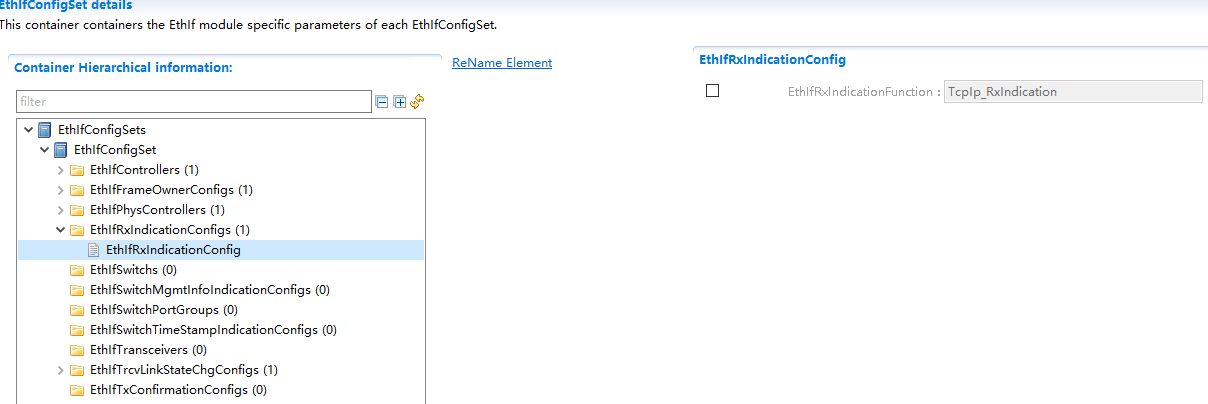 EthIfConfigSet details
This container containers the EthIf module specific parameters of each EthIfConfigSet.
Container Hierarchical information:
ReName Element
filter
EthIfConfigSets
EthIfConfigSet
EthIfControllers (1)
EthIfFrameOwnerConfigs (1)
EthIfPhysControllers (1)
EthIfRxIndicationConfigs (1)
EthIfRxIndicationConfig
EthIfSwitchs (0)
EthIfSwitchMgmtInfoIndicationConfigs (0)
EthIfSwitchPortGroups (0)
EthIfSwitchTimeStampIndicationConfigs (0)
EthIfTransceivers (0)
EthIfTrcvLinkStateChgConfigs (1)
EthIfTxConfirmationConfigs (0)
EthIfRxIndicationConfig
EthIfRxIndicationFunction : TcpIp_RxIndication